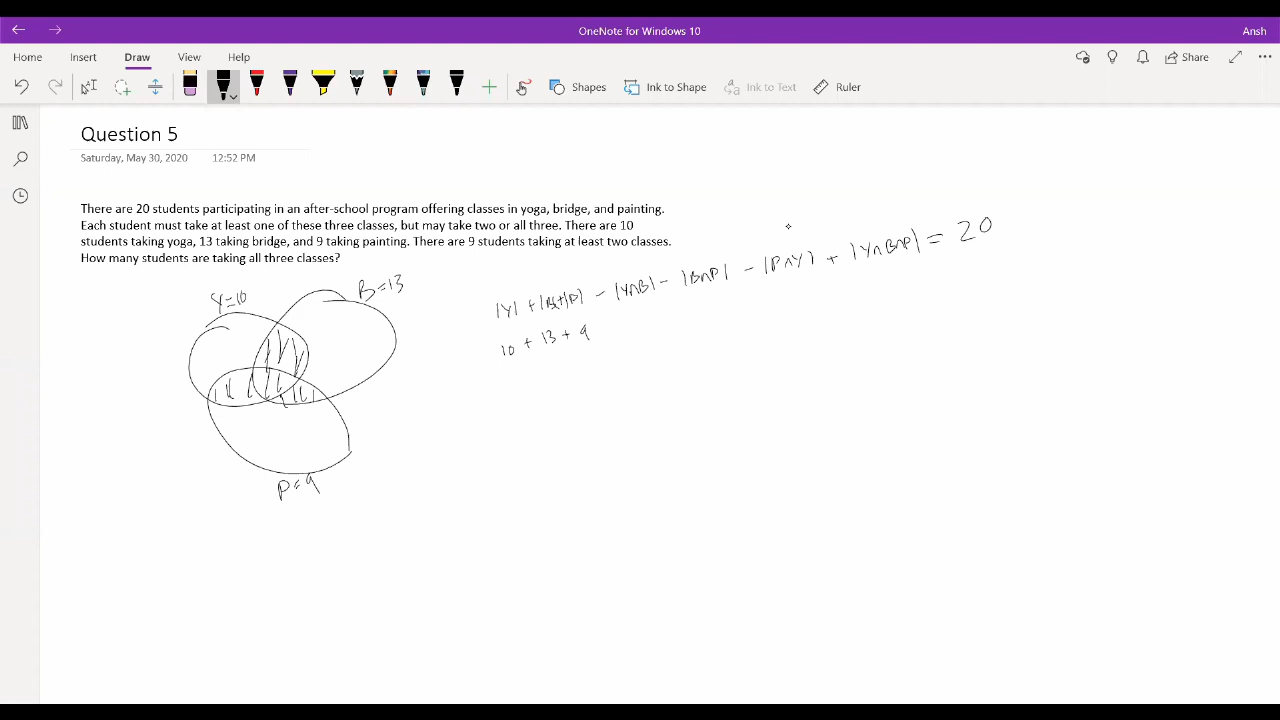 OneNote for Windows 10
Ansh
Home Insert Draw View Help
Share
Shapes
Ink to Shape
Ink to Text
Ruler
Question 5
Saturday, May 30, 2020 12:52 PM
There are 20 students participating in an after-school program offering classes in yoga, bridge, and painting.
Each student must take at least one of these three classes, but may take two or all three. There are 10
students taking yoga, 13 taking bridge, and 9 taking painting. There are 9 students taking at least two classes.
How many students are taking all three classes?
Y=10
B=13
P=9
|Y| + |B|+|P| - |Y∩B| - |B∩P| - |P∩Y| + |Y∩B∩P| = 20
10 + 13 + 9